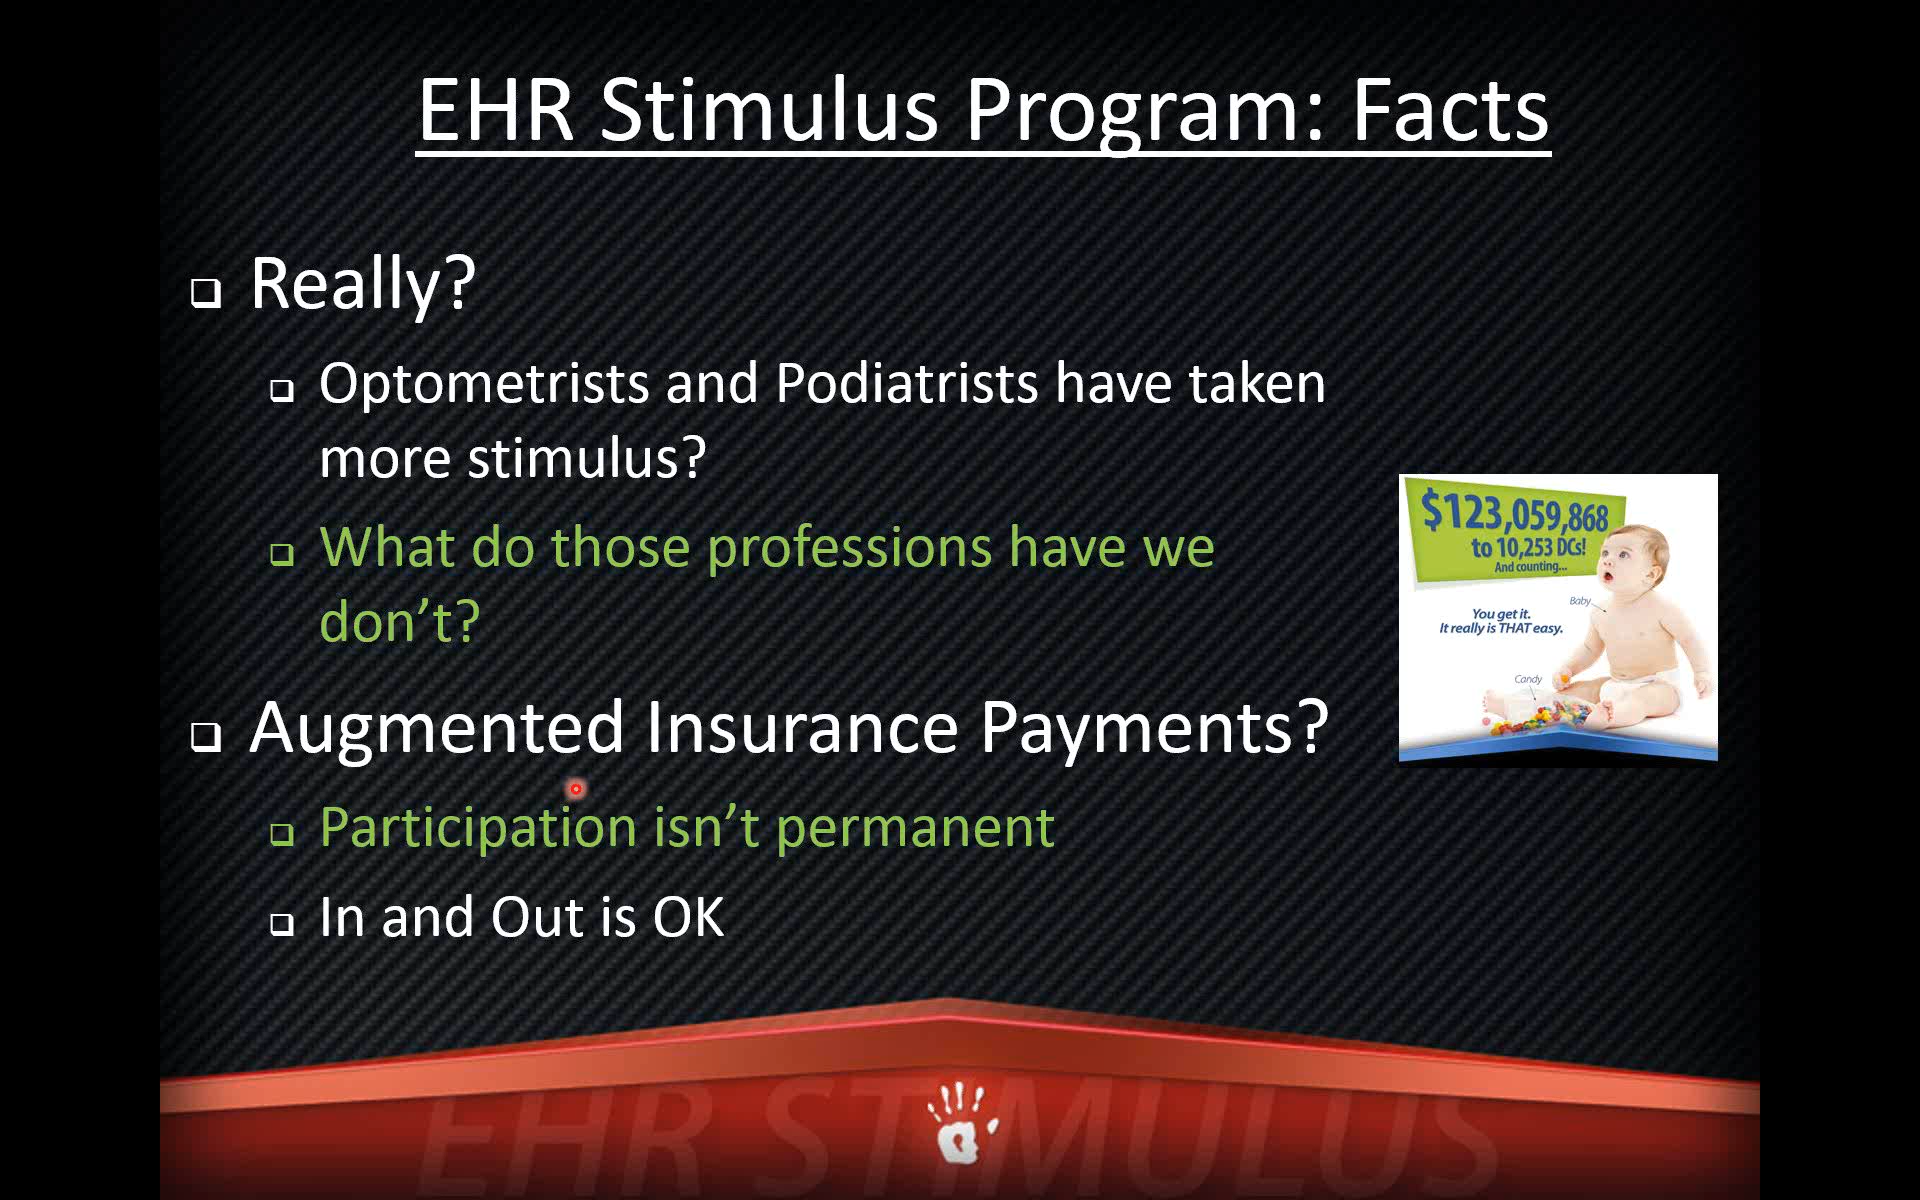 EHR Stimulus Program: Facts
Really?
Optometrists and Podiatrists have taken
more stimulus?
What do those professions have we
don't?
Augmented Insurance Payments?
Participation isn't permanent
In and Out is OK
$123,059,868
to 10,253 DCs!
And counting...
Baby
You get it.
It really is THAT easy.
Candy
EHR STIMULUS